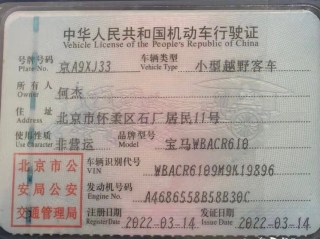 中华人民共和国机动车行驶证
Vehicle License of the People's Republic of China
号牌号码 京A9XJ33 车辆类型 小型越野客车
Plate No. Vehicle Type
所有人 何杰
Owner
住址 北京市怀柔区石厂居民11号
Address
使用性质 非营运 品牌型号 宝马WBACR610
Use Character Model
北京市公安局公安交通管理局
车辆识别代号 WBACR6109M9K19896
VIN
发动机号码 A4686558B58B30C
Engine No.
注册日期 2022-03-14 发证日期 2022-03-14
Register Date Issue Date